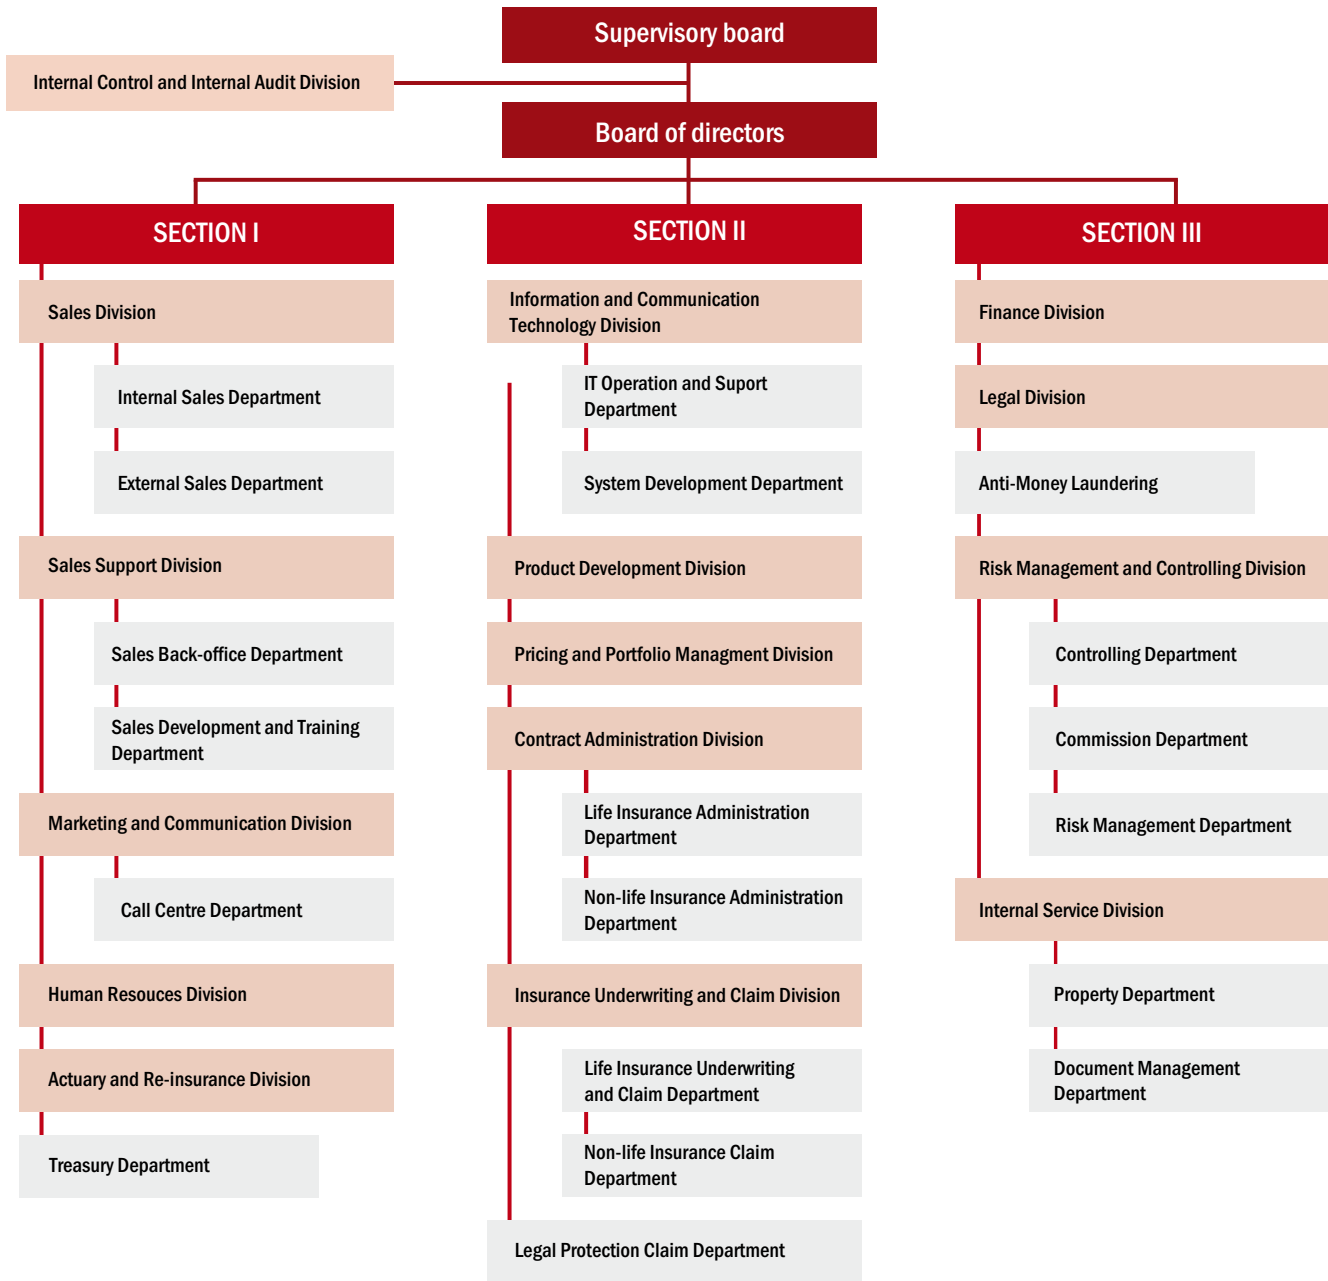 Supervisory board
Internal Control and Internal Audit Division
Board of directors
SECTION I
Sales Division
Internal Sales Department
External Sales Department
Sales Support Division
Sales Back-office Department
Sales Development and Training
Department
Marketing and Communication Division
Call Centre Department
Human Resouces Division
Actuary and Re-insurance Division
Treasury Department
SECTION II
Information and Communication
Technology Division
IT Operation and Suport
Department
System Development Department
Product Development Division
Pricing and Portfolio Managment Division
Contract Administration Division
Life Insurance Administration
Department
Non-life Insurance Administration
Department
Insurance Underwriting and Claim Division
Life Insurance Underwriting
and Claim Department
Non-life Insurance Claim
Department
Legal Protection Claim Department
SECTION III
Finance Division
Legal Division
Anti-Money Laundering
Risk Management and Controlling Division
Controlling Department
Commission Department
Risk Management Department
Internal Service Division
Property Department
Document Management
Department